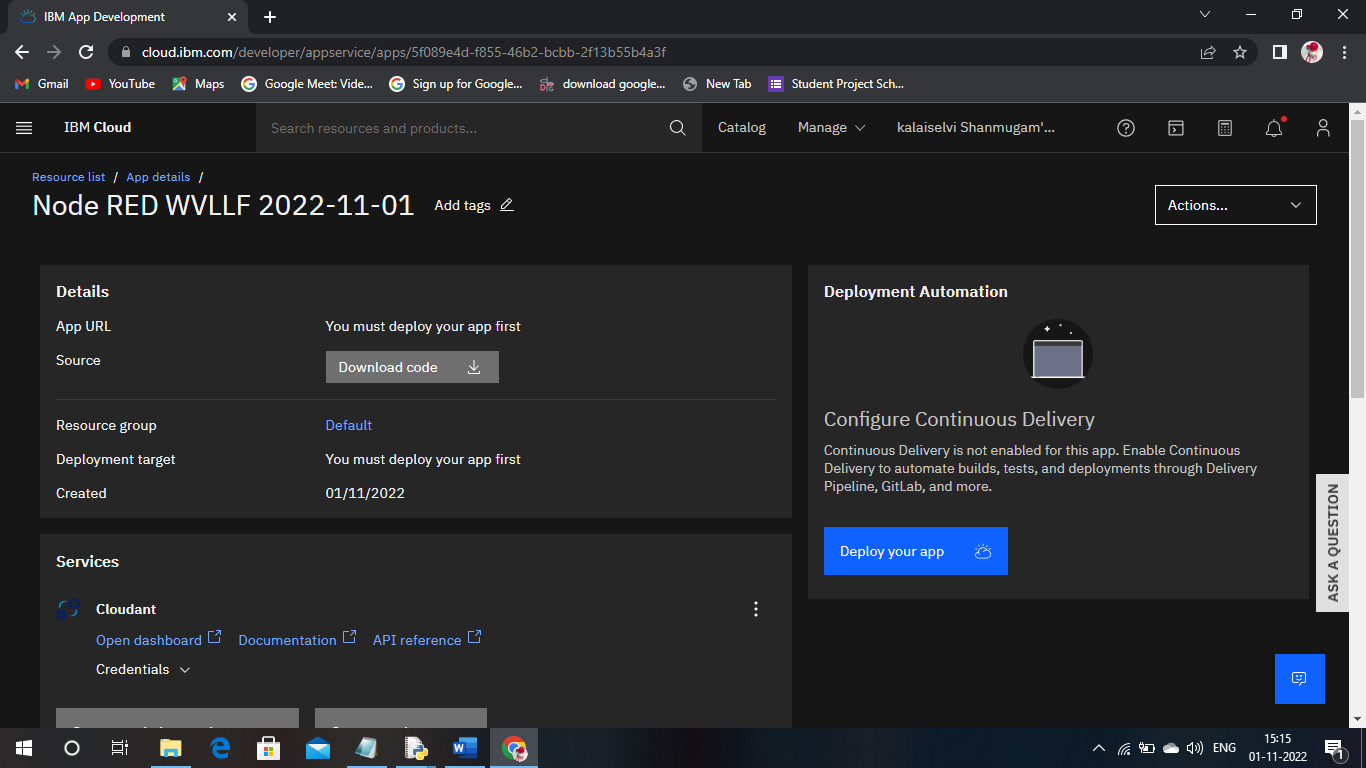 IBM App Development
cloud.ibm.com/developer/appservice/apps/5f089e4d-f855-46b2-bcbb-2f13b55b4a3f
Gmail YouTube Maps Google Meet: Vide... Sign up for Google... download google... New Tab Student Project Sch...
IBM Cloud Search resources and products... Catalog Manage kalaiselvi Shanmugam'...
Resource list / App details /
Node RED WVLLF 2022-11-01 Add tags Actions...
Details
App URL You must deploy your app first
Source Download code
Resource group Default
Deployment target You must deploy your app first
Created 01/11/2022
Deployment Automation
Configure Continuous Delivery
Continuous Delivery is not enabled for this app. Enable Continuous
Delivery to automate builds, tests, and deployments through Delivery
Pipeline, GitLab, and more.
Deploy your app
ASK A QUESTION
Services
Cloudant
Open dashboard Documentation API reference
Credentials
ENG 15:15
01-11-2022 1